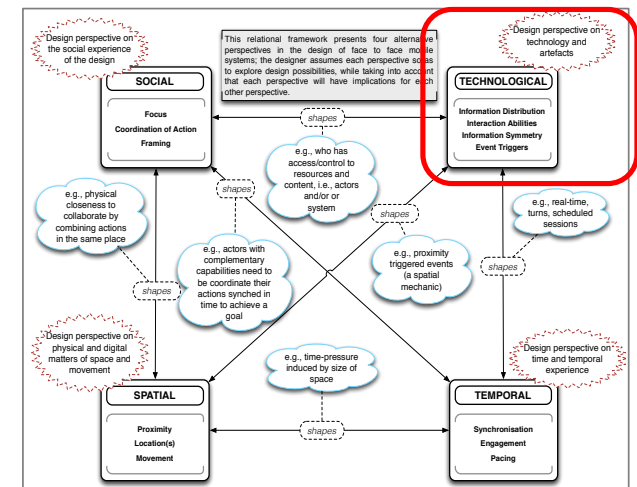 Design perspective on
the social experience
of the design
This relational framework presents four alternative
perspectives in the design of face to face mobile
systems; the designer assumes each perspective so as
to explore design possibilities, while taking into account
that each perspective will have implications for each
other perspective.
Design perspective on
technology and
artefacts
SOCIAL
Focus
Coordination of Action
Framing
TECHNOLOGICAL
Information Distribution
Interaction Abilities
Information Symmetry
Event Triggers
shapes
e.g., who has
access/control to
resources and
content, i.e., actors
and/or or
system
e.g., physical
closeness to
collaborate by
combining actions
in the same place
shapes
shapes
e.g., real-time,
turns, scheduled
sessions
e.g., actors with
complementary
capabilities need to
be coordinate their
actions synched in
time to achieve a
goal
e.g., proximity
triggered events
(a spatial
mechanic)
shapes
shapes
Design perspective on
physical and digital
matters of space and
movement
e.g., time-pressure
induced by size of
space
Design perspective on
time and temporal
experience
SPATIAL
Proximity
Location(s)
Movement
shapes
TEMPORAL
Synchronisation
Engagement
Pacing